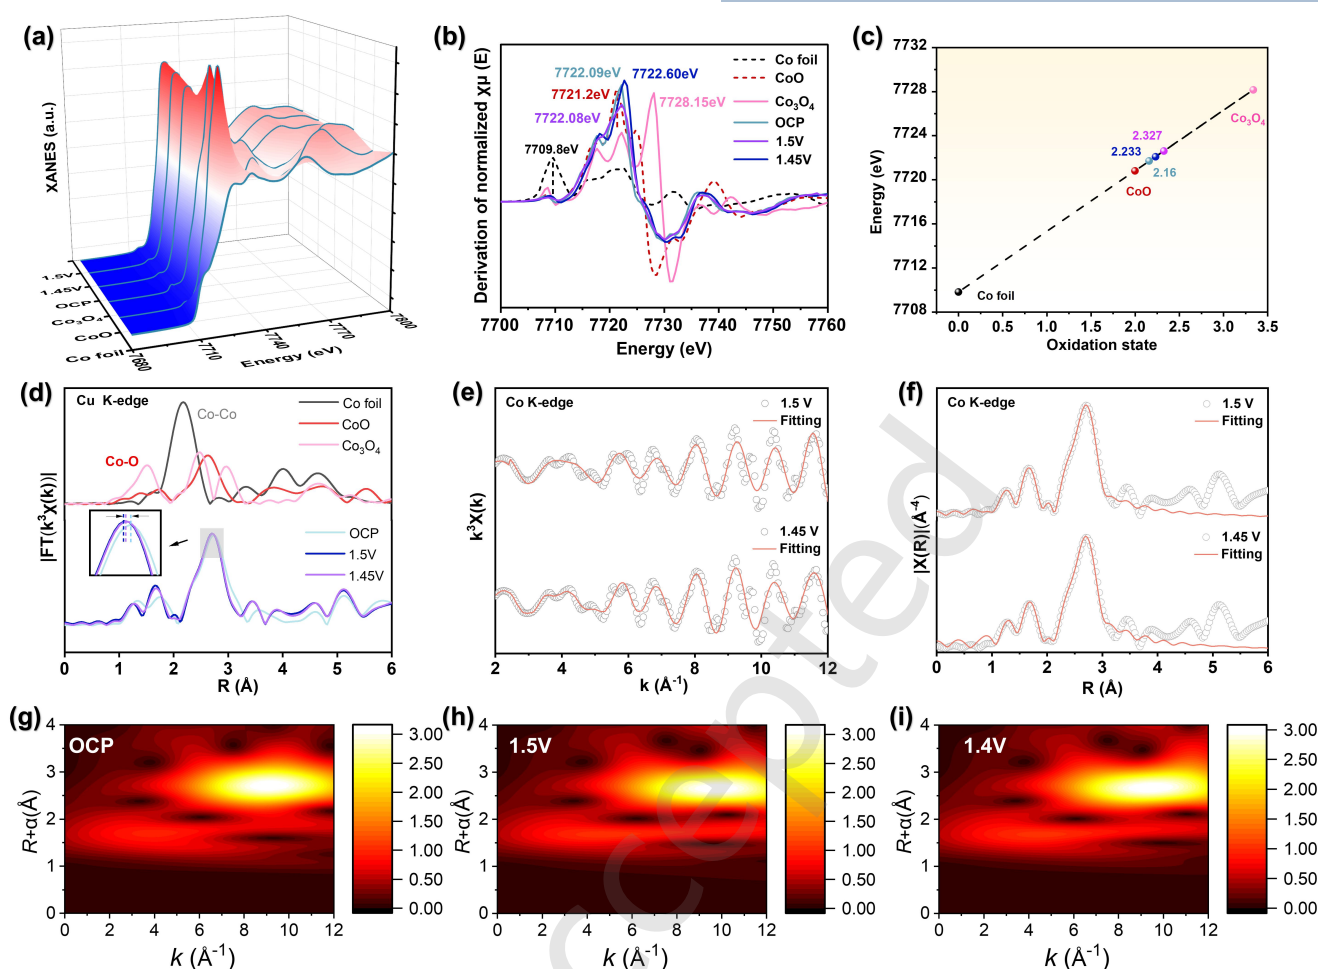 (a)
XANES (a.u.)
1.5V
1.45V
OCP
Co₃O₄
CoO
Co foil
7680
7710
7740
7770
7800
Energy (eV)
(b)
Derivation of normalized Xμ (E)
7722.09eV
7722.60eV
7721.2eV
7728.15eV
7722.08eV
7709.8eV
Co foil
CoO
Co₃O₄
OCP
1.5V
1.45V
7700 7710 7720 7730 7740 7750 7760
Energy (eV)
(c)
Energy (eV)
7732
7728
7724
7720
7716
7712
7708
Co₃O₄
2.327
2.233
2.16
CoO
Co foil
0.0 0.5 1.0 1.5 2.0 2.5 3.0 3.5
Oxidation state
(d)
Cu K-edge
Co-Co
Co foil
CoO
Co₃O₄
Co-O
|FT(k³X(k))|
OCP
1.5V
1.45V
0 1 2 3 4 5 6
R (Å)
(e)
Co K-edge
1.5 V
Fitting
k³X(k)
1.45 V
Fitting
2 4 6 8 10 12
k (Å⁻¹)
(f)
Co K-edge
1.5 V
Fitting
|X(R)|(Å⁻⁴)
1.45 V
Fitting
0 1 2 3 4 5 6
R (Å)
(g)
OCP
R+α(Å)
4
3
2
1
0
0 2 4 6 8 10 12
k (Å⁻¹)
3.00
2.50
2.00
1.50
1.00
0.50
0.00
(h)
1.5V
R+α(Å)
4
3
2
1
0
0 2 4 6 8 10 12
k (Å⁻¹)
3.00
2.50
2.00
1.50
1.00
0.50
0.00
(i)
1.4V
R+α(Å)
4
3
2
1
0
0 2 4 6 8 10 12
k (Å⁻¹)
3.00
2.50
2.00
1.50
1.00
0.50
0.00
ccepted